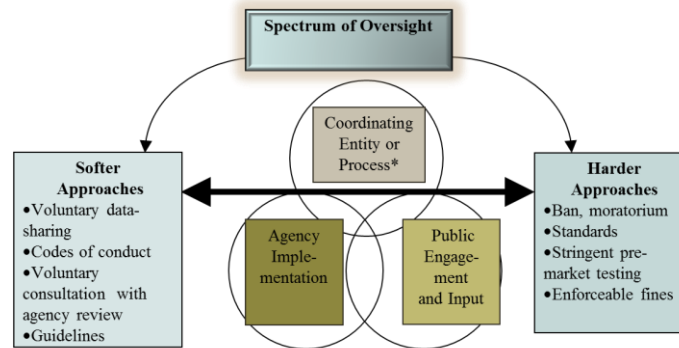 Spectrum of Oversight
Coordinating
Entity or
Process*
Softer
Approaches
•Voluntary data-
sharing
•Codes of conduct
•Voluntary
consultation with
agency review
•Guidelines
Agency
Imple-
mentation
Public
Engage-
ment
and Input
Harder
Approaches
•Ban, moratorium
•Standards
•Stringent pre-
market testing
•Enforceable fines